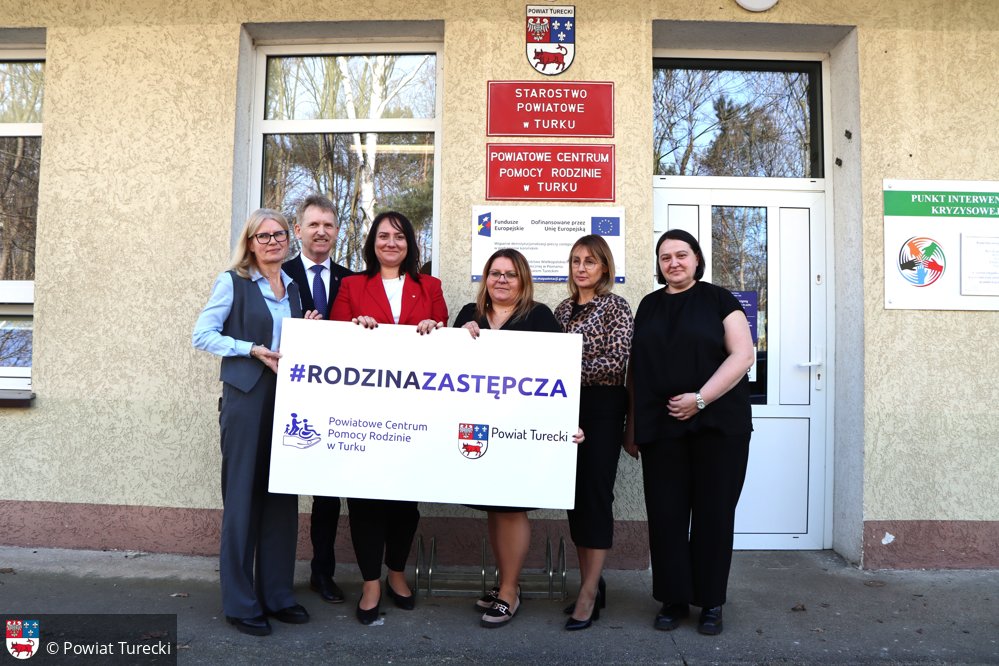 POWIAT TURECKI
STAROSTWO
POWIATOWE
w TURKU
POWIATOWE CENTRUM
POMOCY RODZINIE
w TURKU
Fundusze
Europejskie
Dofinansowane przez
Unię Europejską
PUNKT INTERWEN
KRYZYSOWEJ
#RODZINAZASTĘPCZA
Powiatowe Centrum
Pomocy Rodzinie
w Turku
Powiat Turecki
© Powiat Turecki